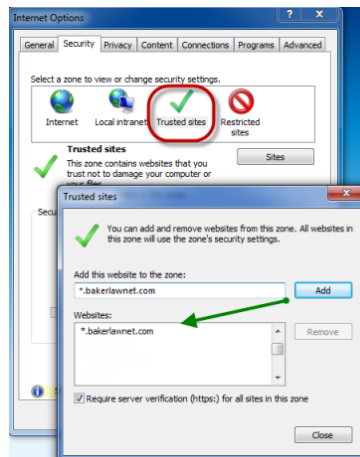 Internet Options
General Security Privacy Content Connections Programs Advanced
Select a zone to view or change security settings.
Internet Local intranet Trusted sites Restricted
sites
Trusted sites
Sites
This zone contains websites that you
trust not to damage your computer or
your files.
Trusted sites
Secu
You can add and remove websites from this zone. All websites in
this zone will use the zone's security settings.
Add this website to the zone:
*.bakerlawnet.com Add
Websites:
*.bakerlawnet.com Remove
Require server verification (https:) for all sites in this zone
Close